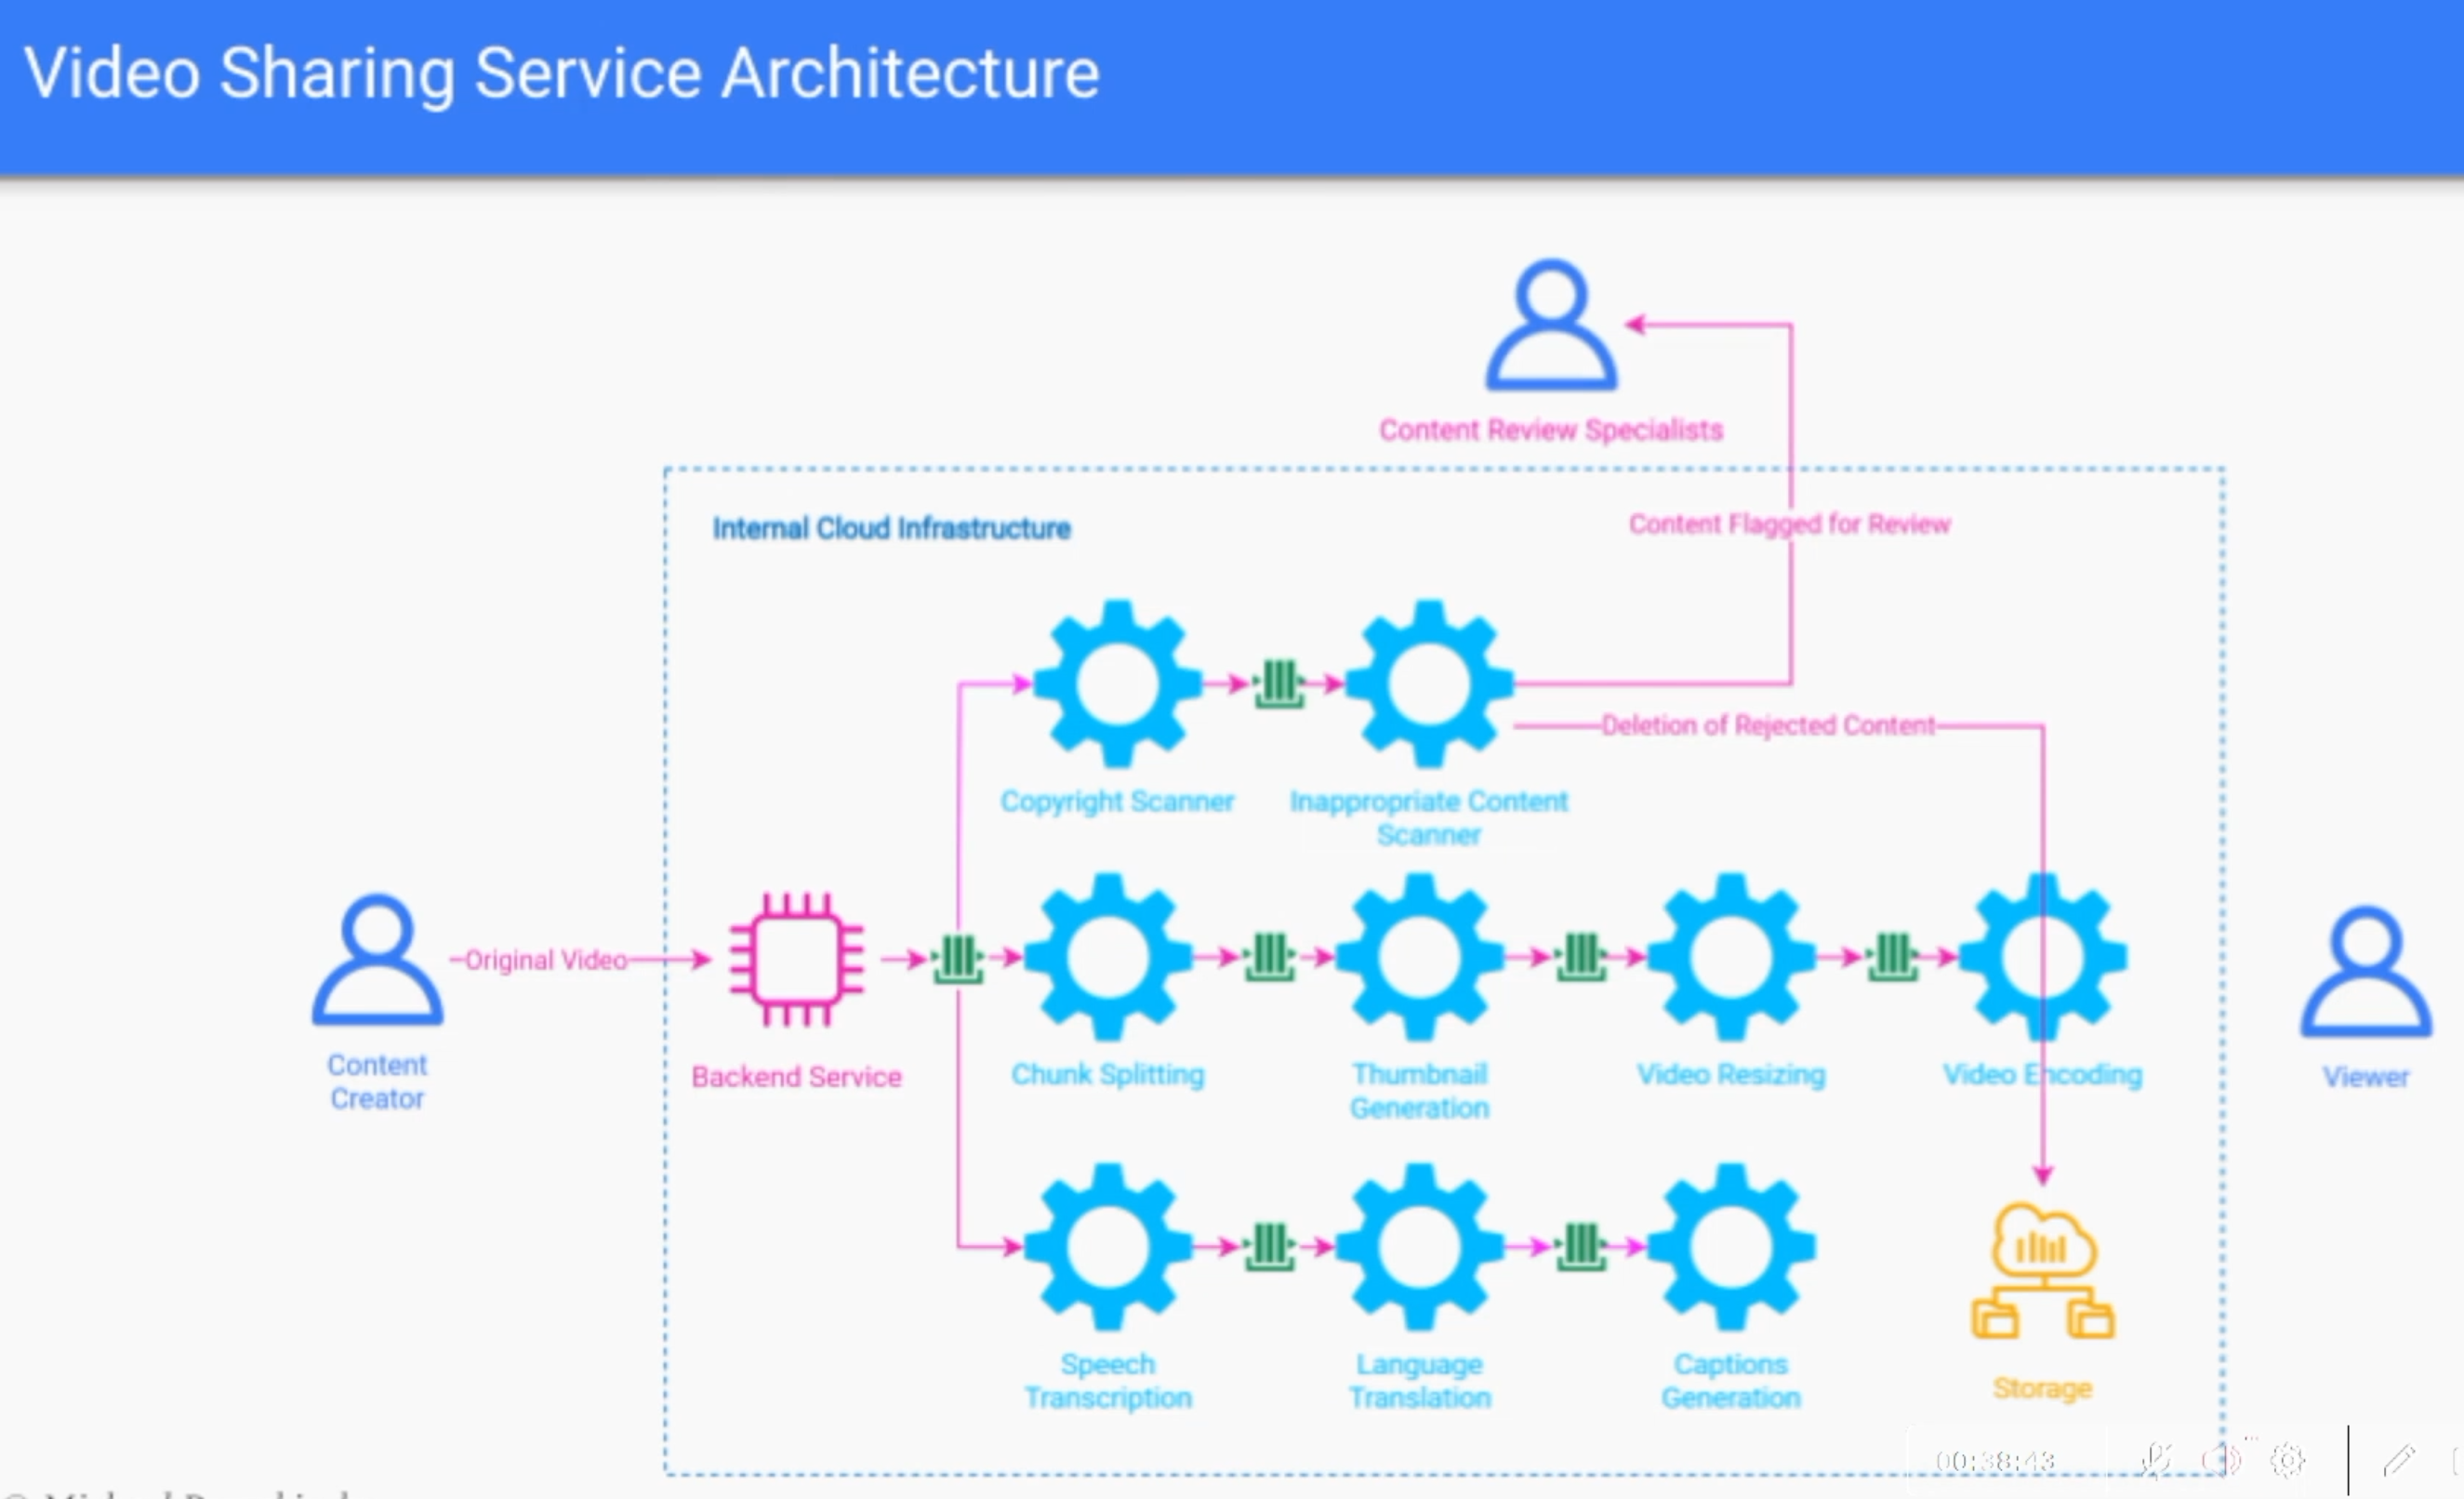 Video Sharing Service Architecture
Content Review Specialists
Internal Cloud Infrastructure
Content Flagged for Review
Deletion of Rejected Content
Copyright Scanner
Inappropriate Content
Scanner
Original Video
Content
Creator
Backend Service
Chunk Splitting
Thumbnail
Generation
Video Resizing
Video Encoding
Viewer
Speech
Transcription
Language
Translation
Captions
Generation
Storage
00:38:43